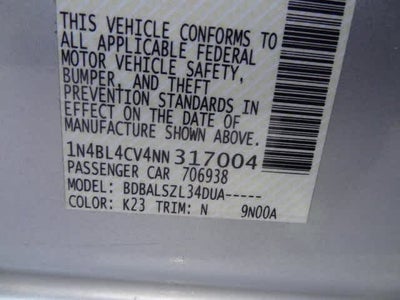 THIS VEHICLE CONFORMS TO
ALL APPLICABLE FEDERAL
MOTOR VEHICLE SAFETY,
BUMPER, AND THEFT
PREVENTION STANDARDS IN
EFFECT ON THE DATE OF
MANUFACTURE SHOWN ABOVE.
1N4BL4CV4NN317004
PASSENGER CAR 706938
MODEL: BDBALSZL34DUA-----
COLOR: K23 TRIM: N 9N00A